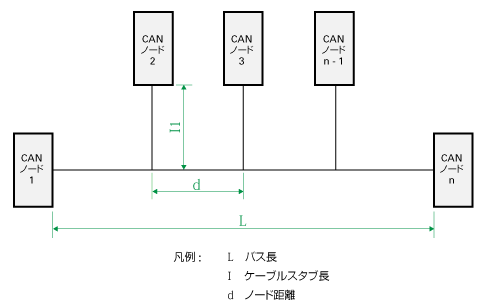 CAN
ノード
2
CAN
ノード
3
CAN
ノード
n - 1
l1
CAN
ノード
1
d
CAN
ノード
n
L
凡例： L バス長
l ケーブルスタブ長
d ノード距離